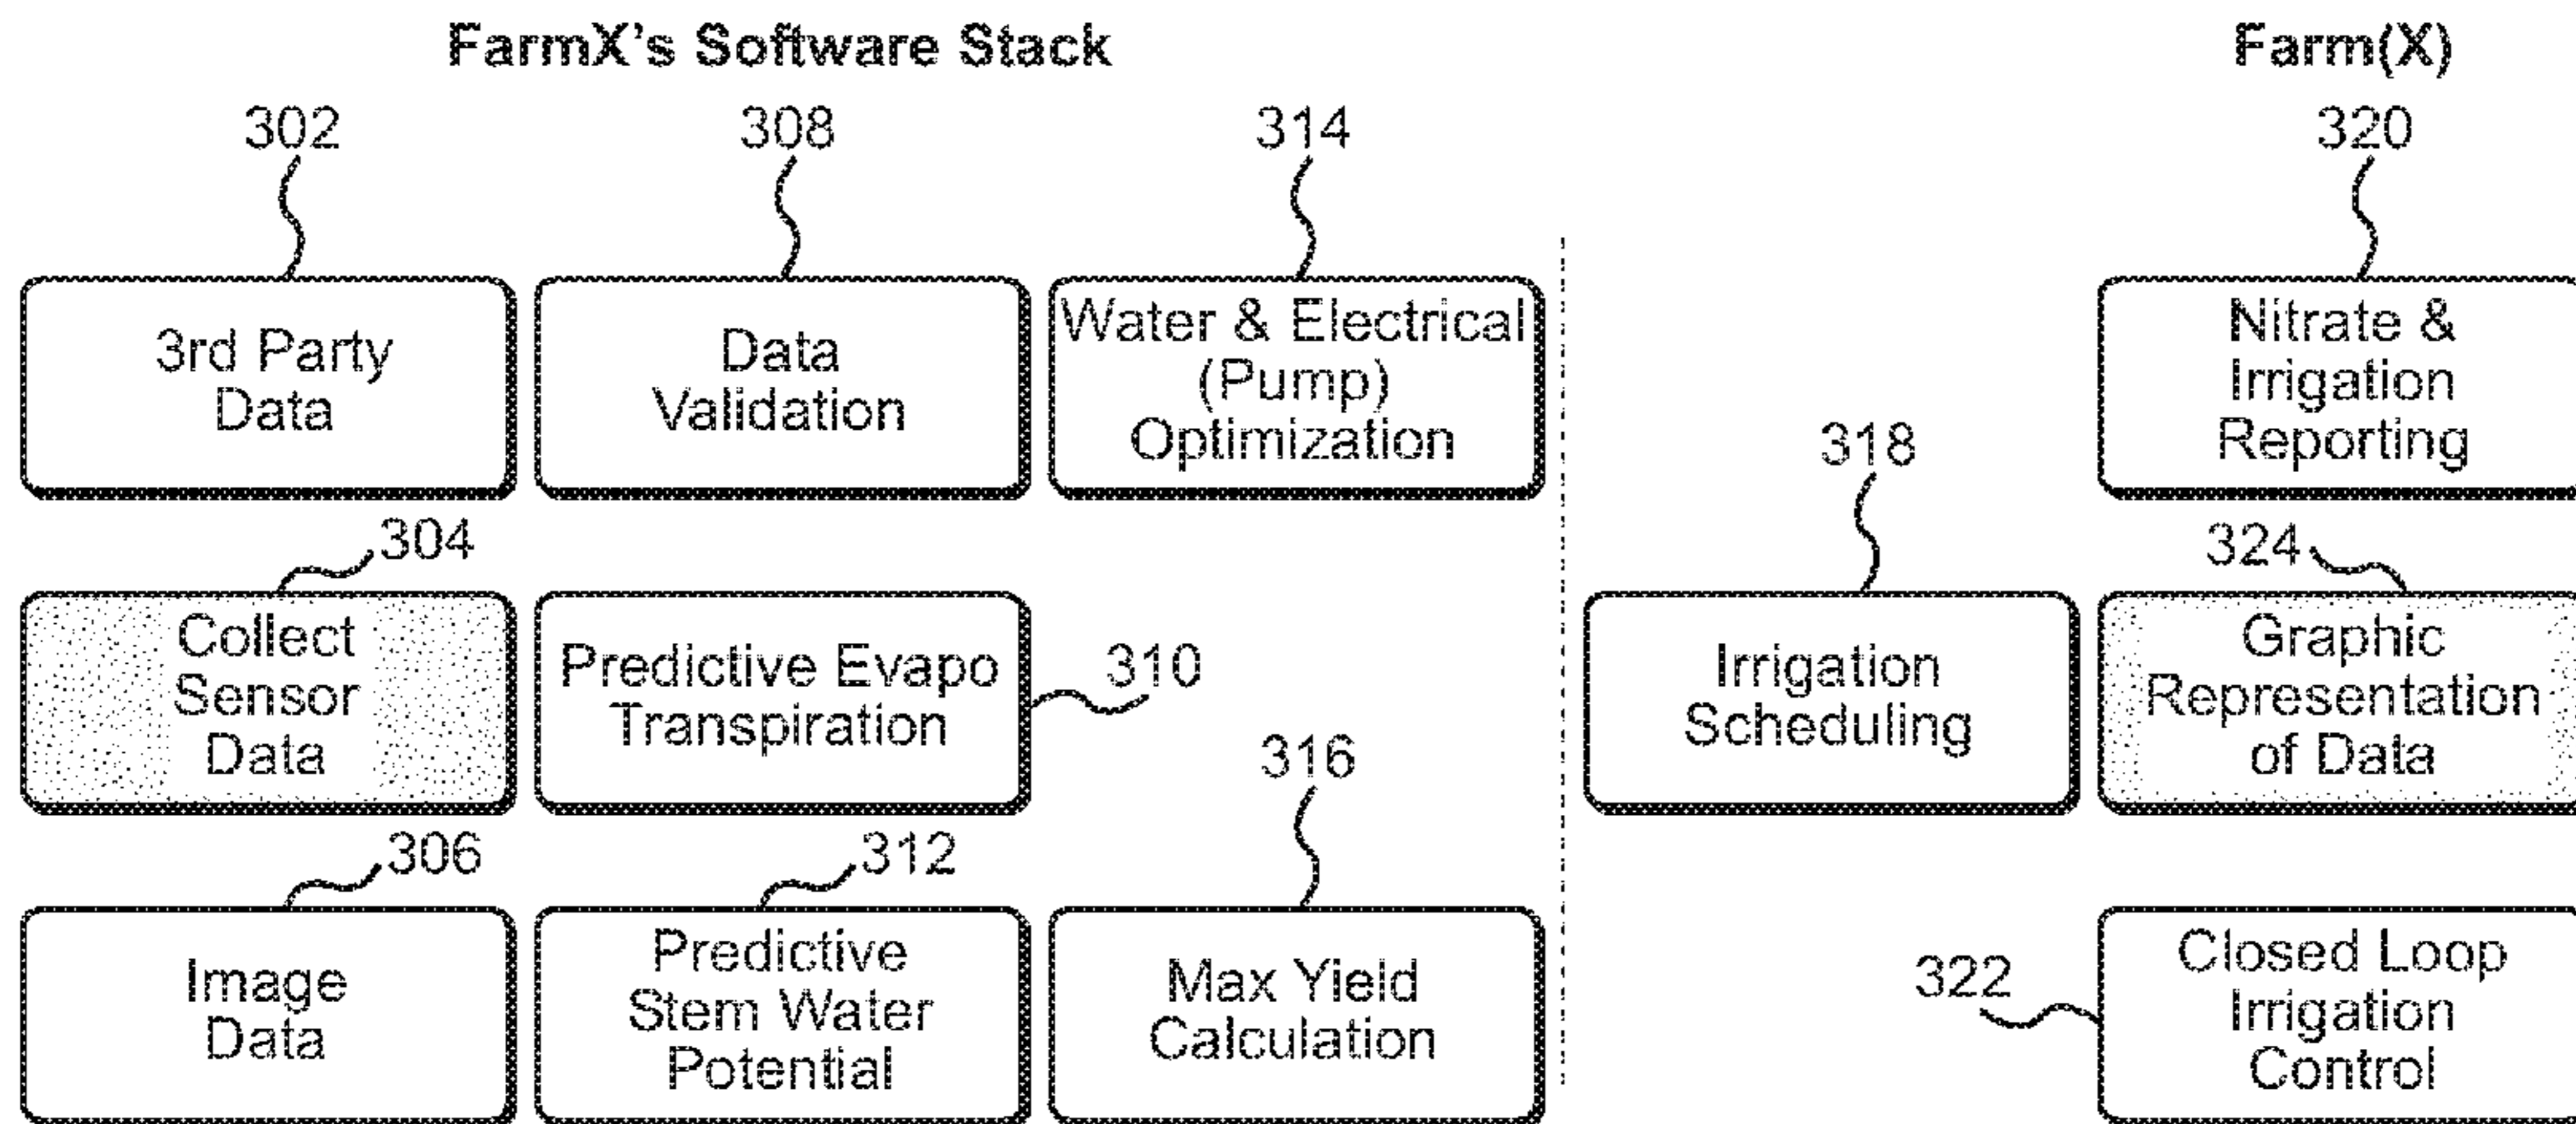 FarmX's Software Stack
Farm(X)
302
308
314
320
3rd Party
Data
Data
Validation
Water & Electrical
(Pump)
Optimization
318
Nitrate &
Irrigation
Reporting
304
324
Collect
Sensor
Data
Predictive Evapo
Transpiration
310
316
Irrigation
Scheduling
Graphic
Representation
of Data
306
312
Image
Data
Predictive
Stem Water
Potential
Max Yield
Calculation
322
Closed Loop
Irrigation
Control